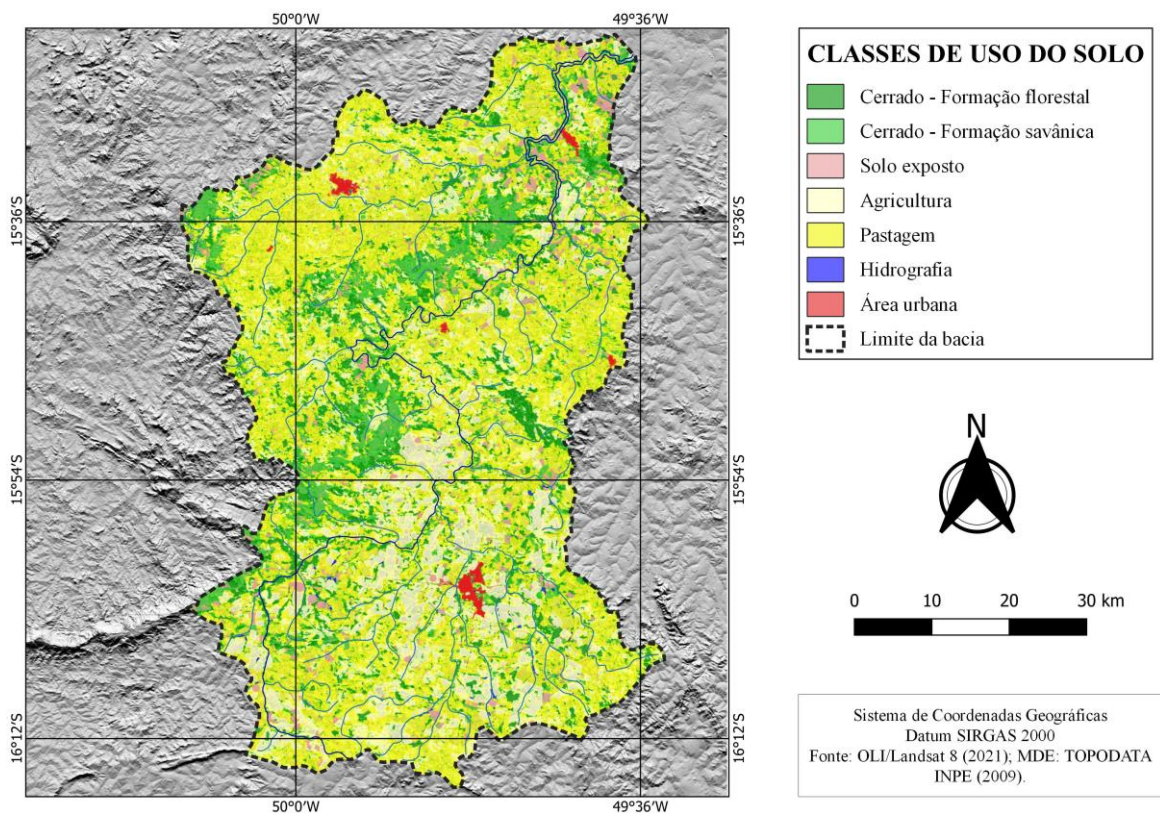 50°0'W
49°36'W
15°36'S
15°36'S
15°54'S
15°54'S
16°12'S
16°12'S
50°0'W
49°36'W
CLASSES DE USO DO SOLO
Cerrado - Formação florestal
Cerrado - Formação savânica
Solo exposto
Agricultura
Pastagem
Hidrografia
Área urbana
Limite da bacia
N
0 10 20 30 km
Sistema de Coordenadas Geográficas
Datum SIRGAS 2000
Fonte: OLI/Landsat 8 (2021); MDE: TOPODATA
INPE (2009).